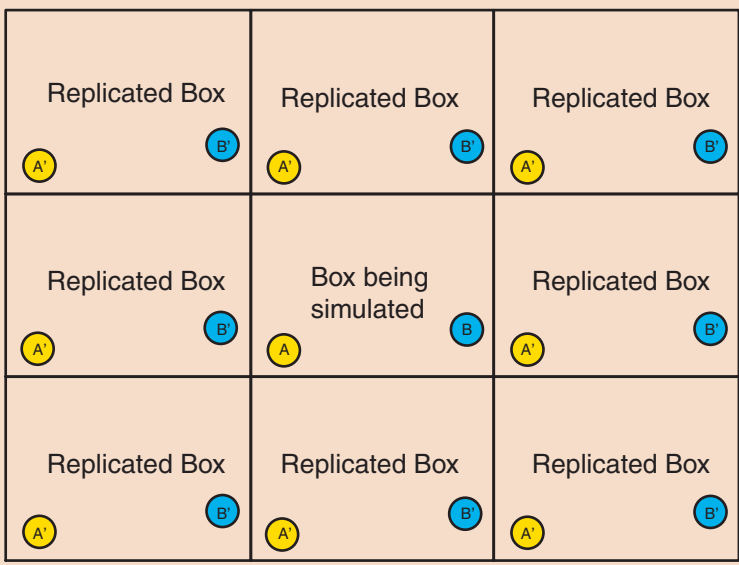 Replicated Box
Replicated Box
Replicated Box
A' B' A' B' A' B'
Replicated Box
Box being
simulated
Replicated Box
A' B' A B A' B'
Replicated Box
Replicated Box
Replicated Box
A' B' A' B' A' B'